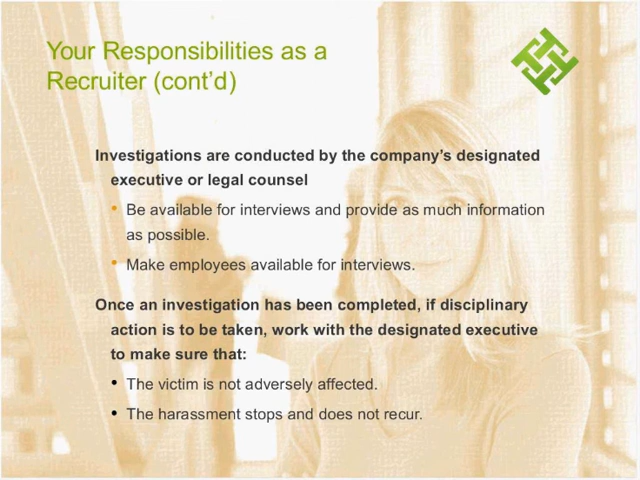 Your Responsibilities as a
Recruiter (cont’d)
Investigations are conducted by the company’s designated
executive or legal counsel
• Be available for interviews and provide as much information
as possible.
• Make employees available for interviews.
Once an investigation has been completed, if disciplinary
action is to be taken, work with the designated executive
to make sure that:
• The victim is not adversely affected.
• The harassment stops and does not recur.